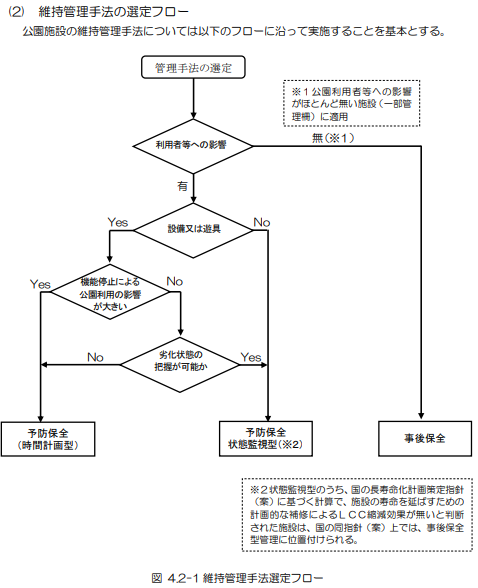 (2) 維持管理手法の選定フロー
公園施設の維持管理手法については以下のフローに沿って実施することを基本とする。
管理手法の選定
※1公園利用者等への影響
がほとんど無い施設(一部管
理柵)に適用
利用者等への影響
無(※1)
有
設備又は遊具
Yes
No
機能停止による
公園利用の影響
が大きい
Yes
No
劣化状態の
把握が可能か
No
Yes
予防保全
(時間計画型)
予防保全
状態監視型(※2)
事後保全
※2状態監視型のうち、国の長寿命化計画策定指針
(案)に基づく計算で、施設の寿命を延ばすための
計画的な補修によるLCC縮減効果が無いと判断
された施設は、国の同指針(案)上では、事後保全
型管理に位置付けられる。
図 4.2-1 維持管理手法選定フロー